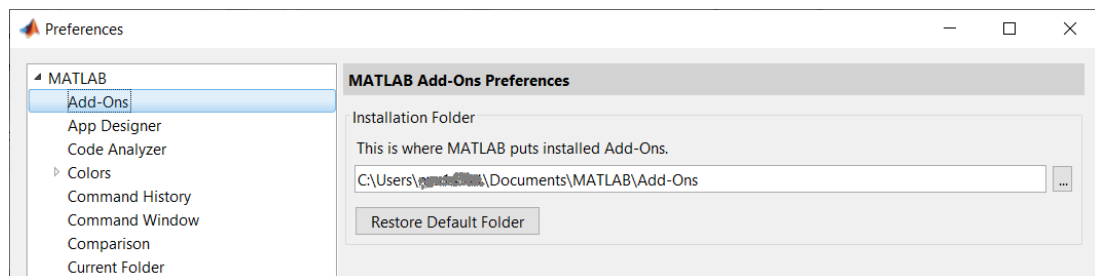 Preferences
MATLAB
Add-Ons
App Designer
Code Analyzer
Colors
Command History
Command Window
Comparison
Current Folder
MATLAB Add-Ons Preferences
Installation Folder
This is where MATLAB puts installed Add-Ons.
C:\Users\ \Documents\MATLAB\Add-Ons
...
Restore Default Folder